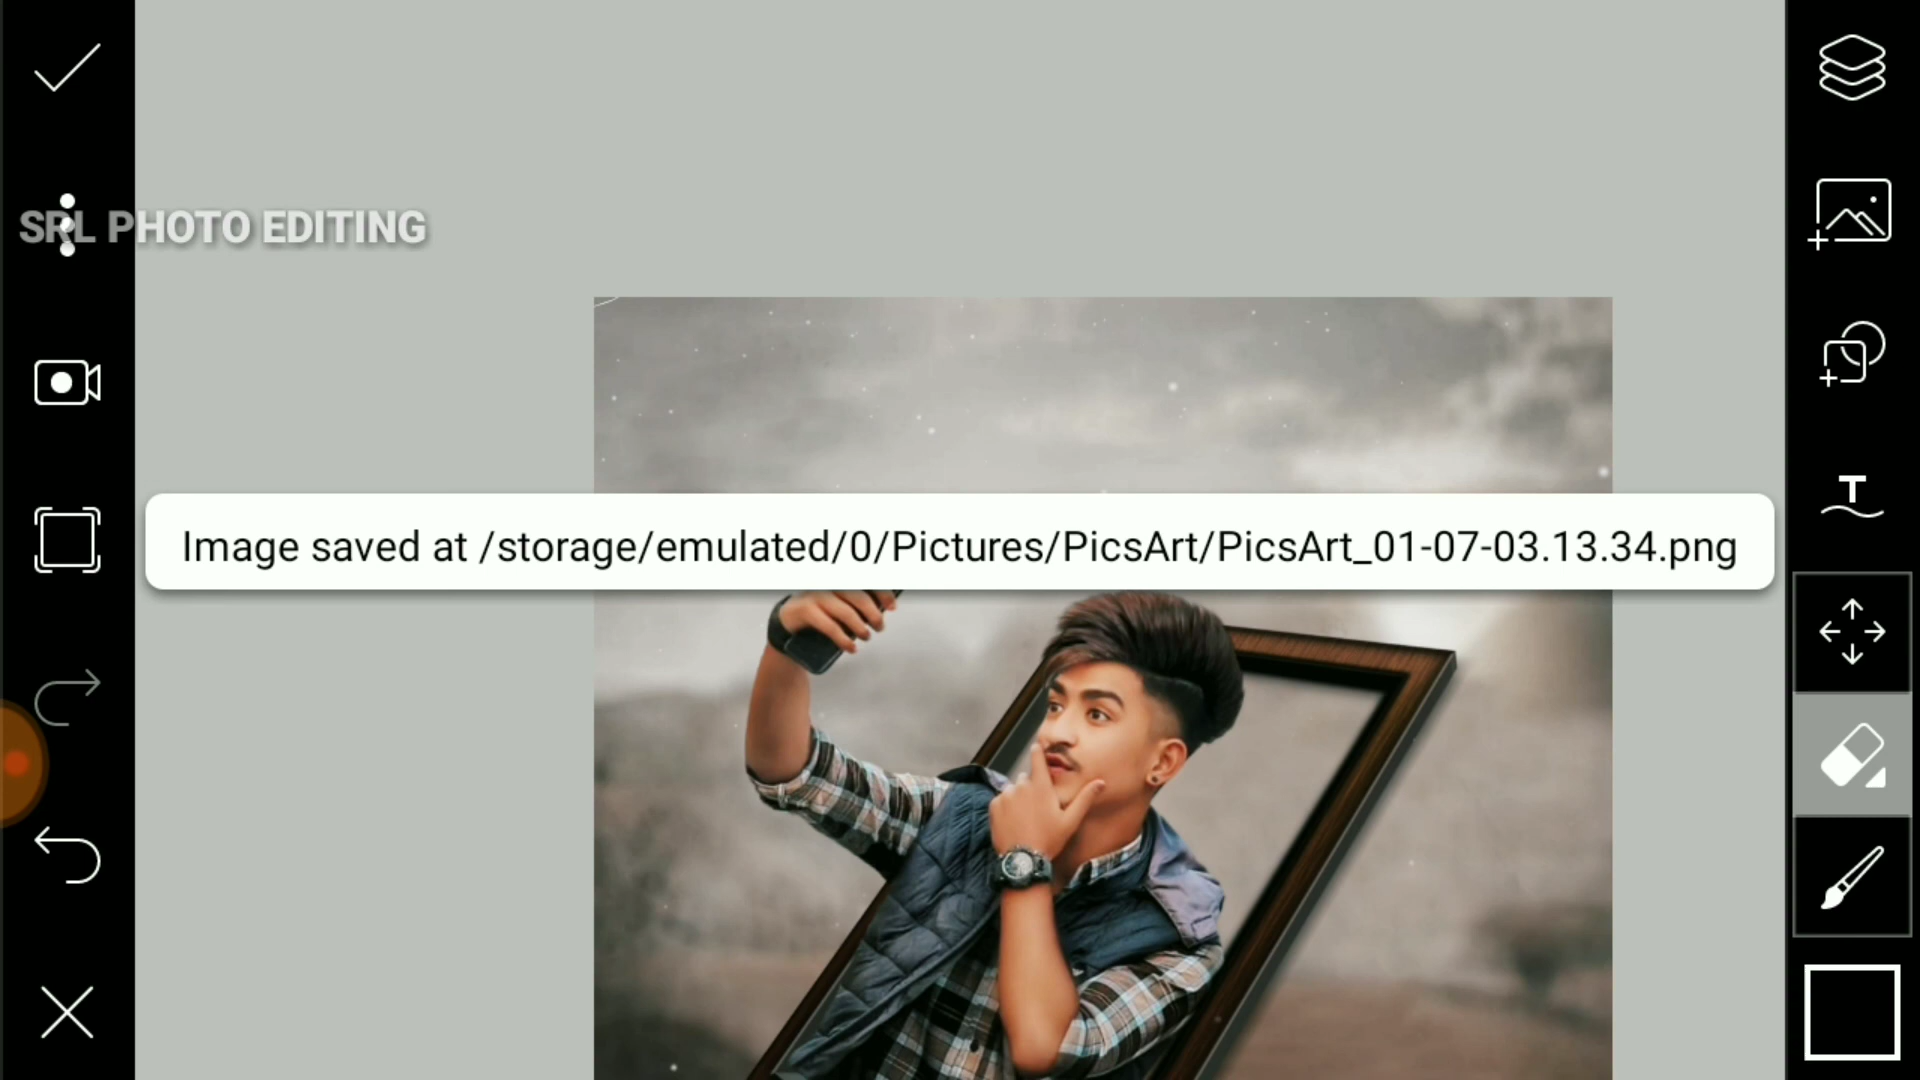 SRL PHOTO EDITING
Image saved at /storage/emulated/0/Pictures/PicsArt/PicsArt_01-07-03.13.34.png
T